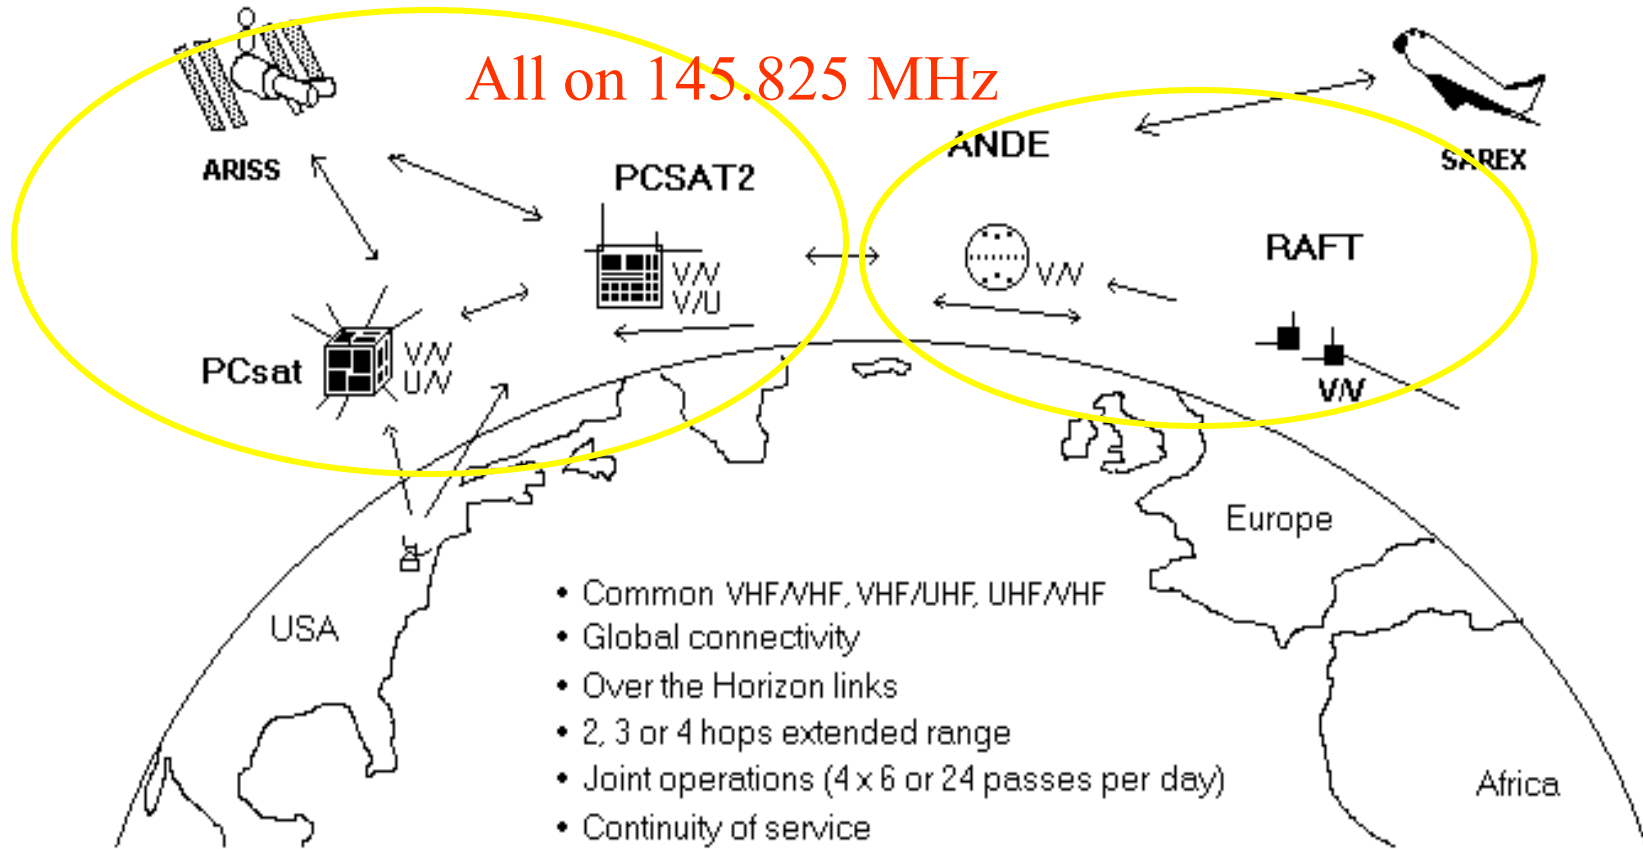 All on 145.825 MHz
ARISS
PCSAT2
V/V
V/U
PCsat
V/V
U/V
ANDE
V/V
SAREX
RAFT
V/V
USA
Europe
Africa
• Common VHF/VHF, VHF/UHF, UHF/VHF
• Global connectivity
• Over the Horizon links
• 2, 3 or 4 hops extended range
• Joint operations (4 x 6 or 24 passes per day)
• Continuity of service